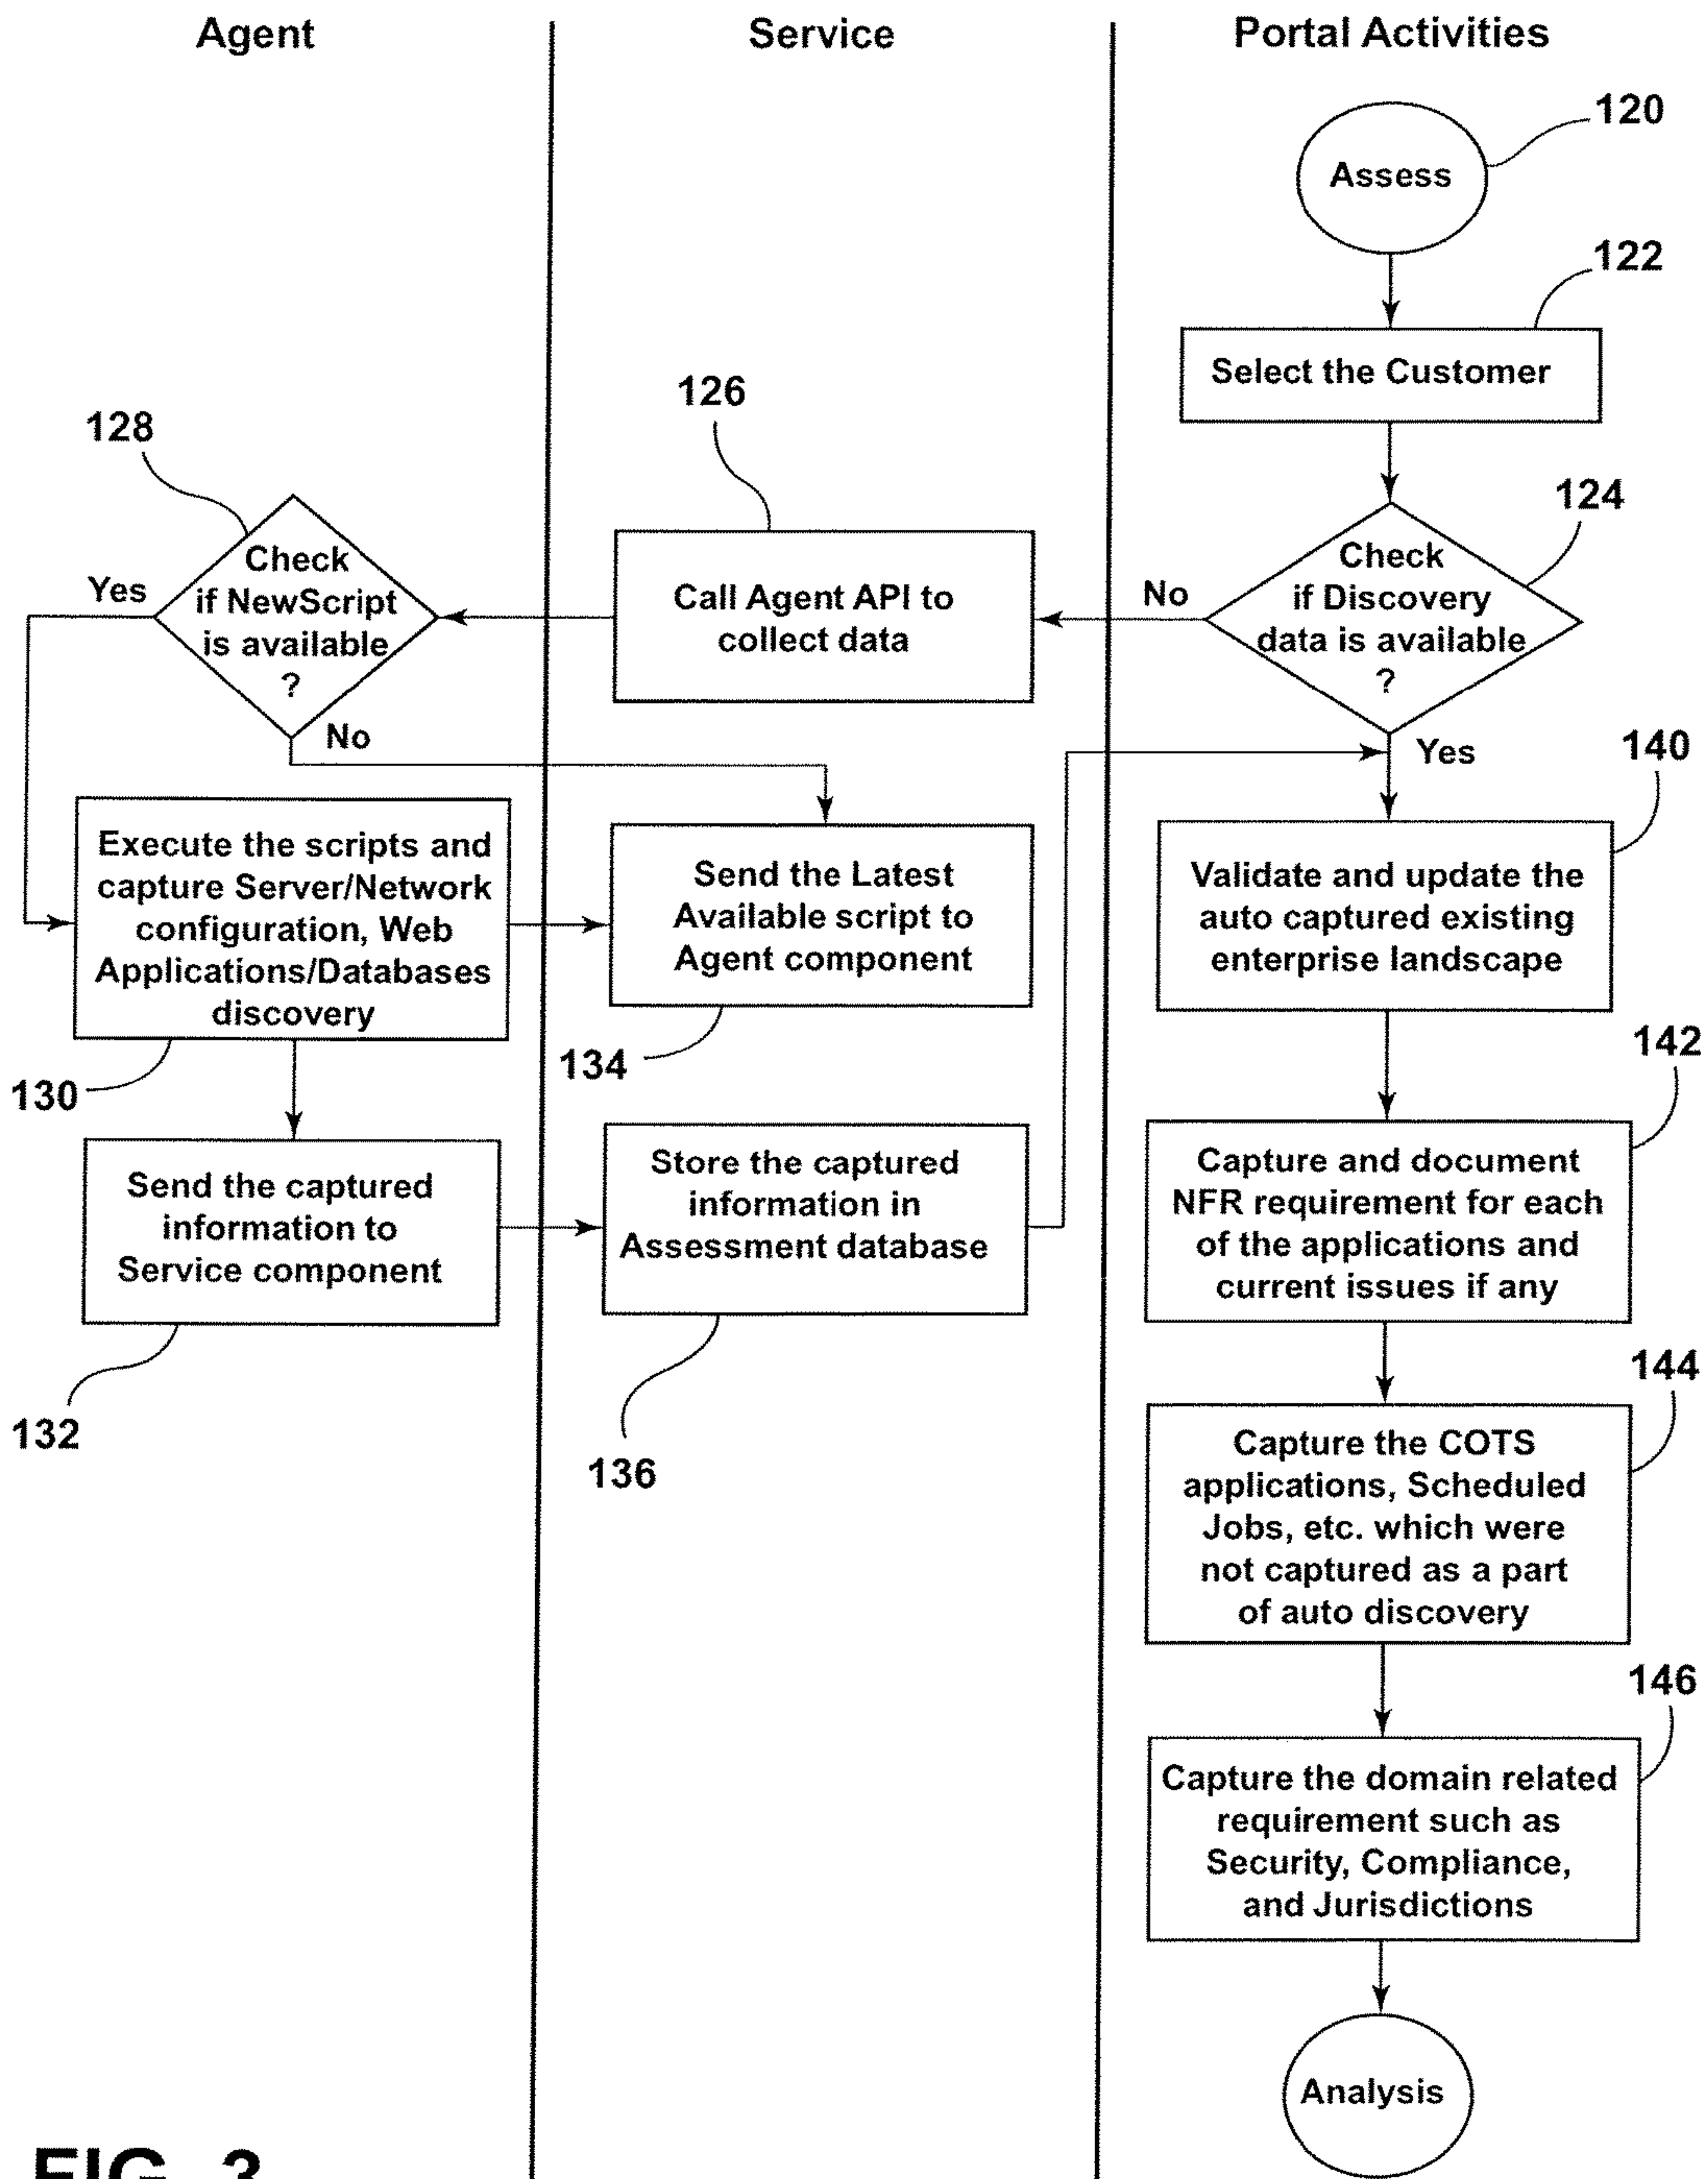 Agent
Service
Portal Activities
120
Assess
122
Select the Customer
124
Check
if Discovery
data is available
?
No
Yes
126
Call Agent API to
collect data
128
Check
if NewScript
is available
?
Yes
No
Execute the scripts and
capture Server/Network
configuration, Web
Applications/Databases
discovery
130
Send the Latest
Available script to
Agent component
134
Send the captured
information to
Service component
132
Store the captured
information in
Assessment database
136
140
Validate and update the
auto captured existing
enterprise landscape
142
Capture and document
NFR requirement for each
of the applications and
current issues if any
144
Capture the COTS
applications, Scheduled
Jobs, etc. which were
not captured as a part
of auto discovery
146
Capture the domain related
requirement such as
Security, Compliance,
and Jurisdictions
Analysis
FIG. 3